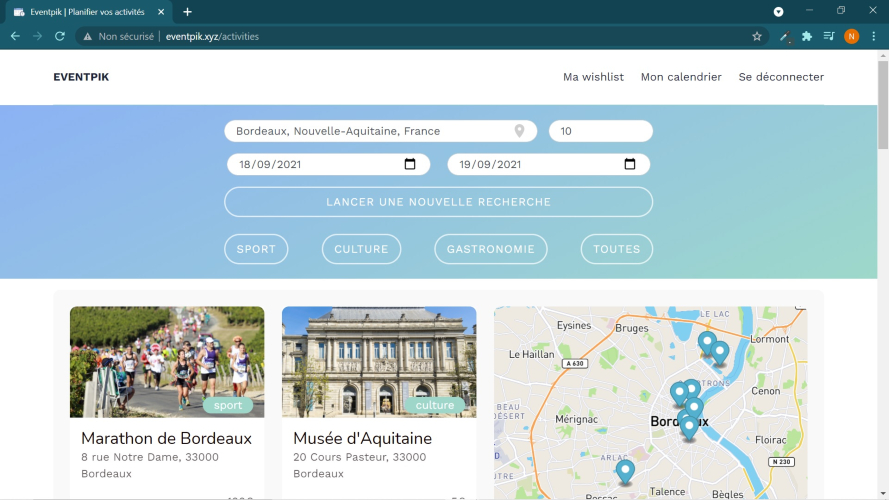 Eventpik | Planifier vos activités
Non sécurisé | eventpik.xyz/activities
N
EVENTPIK
Ma wishlist Mon calendrier Se déconnecter
Bordeaux, Nouvelle-Aquitaine, France 10
18/09/2021 19/09/2021
LANCER UNE NOUVELLE RECHERCHE
SPORT CULTURE GASTRONOMIE TOUTES
sport
Marathon de Bordeaux
8 rue Notre Dame, 33000
Bordeaux
culture
Musée d'Aquitaine
20 Cours Pasteur, 33000
Bordeaux
LE LAC
Eysines
Bruges
Lormont
Le Haillan
A 630
Cenon
Mérignac
Floirac
N 230
Talence
Bègles